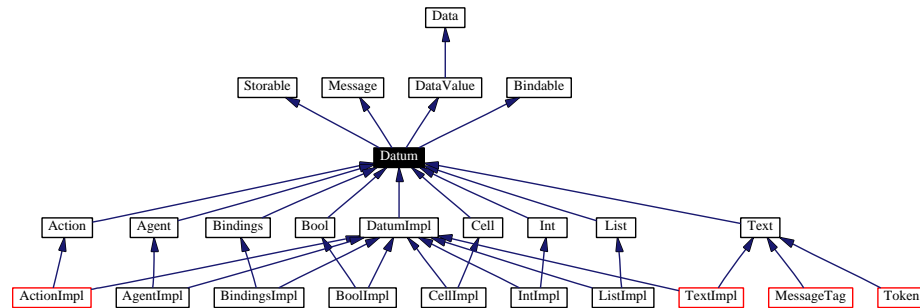 Data
Storable Message DataValue Bindable
Datum
Action Agent Bindings Bool DatumImpl Cell Int List Text
ActionImpl AgentImpl BindingsImpl BoolImpl CellImpl IntImpl ListImpl TextImpl MessageTag Token